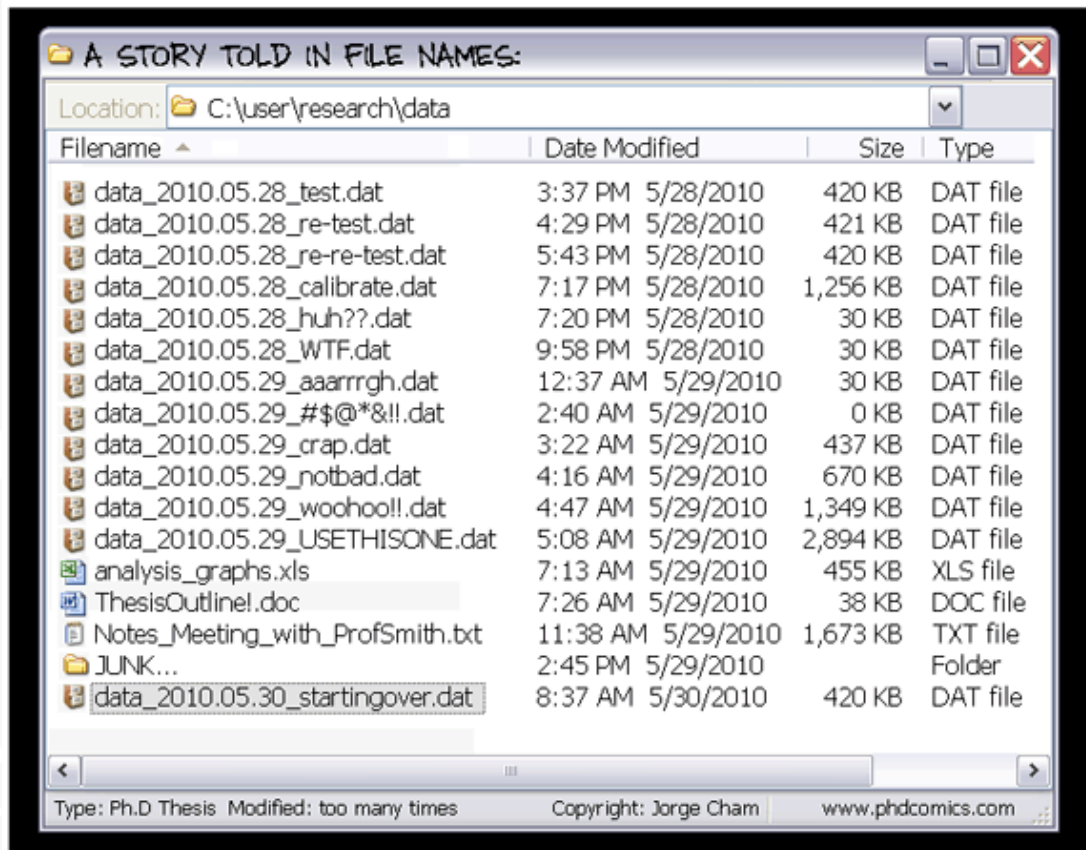 A STORY TOLD IN FILE NAMES:
Location: C:\user\research\data
Filename Date Modified Size Type
data_2010.05.28_test.dat 3:37 PM 5/28/2010 420 KB DAT file
data_2010.05.28_re-test.dat 4:29 PM 5/28/2010 421 KB DAT file
data_2010.05.28_re-re-test.dat 5:43 PM 5/28/2010 420 KB DAT file
data_2010.05.28_calibrate.dat 7:17 PM 5/28/2010 1,256 KB DAT file
data_2010.05.28_huh??.dat 7:20 PM 5/28/2010 30 KB DAT file
data_2010.05.28_WTF.dat 9:58 PM 5/28/2010 30 KB DAT file
data_2010.05.29_aaarrrgh.dat 12:37 AM 5/29/2010 30 KB DAT file
data_2010.05.29_#$@*&!!.dat 2:40 AM 5/29/2010 0 KB DAT file
data_2010.05.29_crap.dat 3:22 AM 5/29/2010 437 KB DAT file
data_2010.05.29_notbad.dat 4:16 AM 5/29/2010 670 KB DAT file
data_2010.05.29_woohoo!!.dat 4:47 AM 5/29/2010 1,349 KB DAT file
data_2010.05.29_USETHISONE.dat 5:08 AM 5/29/2010 2,894 KB DAT file
analysis_graphs.xls 7:13 AM 5/29/2010 455 KB XLS file
ThesisOutline!.doc 7:26 AM 5/29/2010 38 KB DOC file
Notes_Meeting_with_ProfSmith.txt 11:38 AM 5/29/2010 1,673 KB TXT file
JUNK... 2:45 PM 5/29/2010 Folder
data_2010.05.30_startingover.dat 8:37 AM 5/30/2010 420 KB DAT file
Type: Ph.D Thesis Modified: too many times Copyright: Jorge Cham www.phdcomics.com